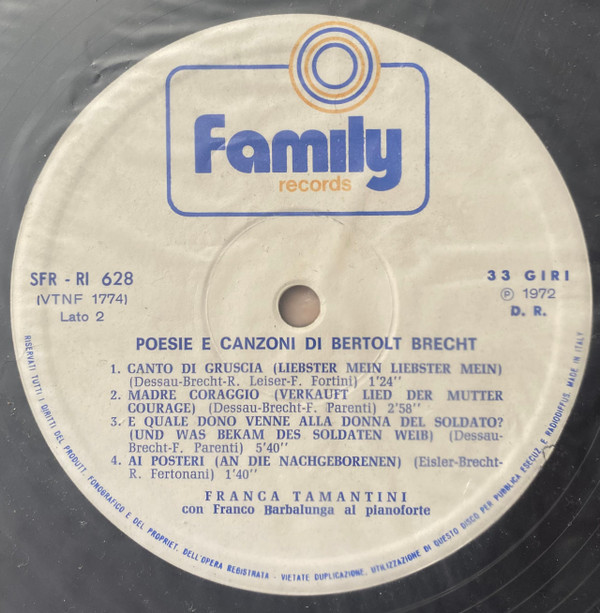 Family
records
SFR - RI 628
(VTNF 1774)
Lato 2
33 GIRI
Ⓟ 1972
D. R.
POESIE E CANZONI DI BERTOLT BRECHT
1. CANTO DI GRUSCIA (LIEBSTER MEIN LIEBSTER MEIN)
(Dessau-Brecht-R. Leiser-F. Fortini) 1'24''
2. MADRE CORAGGIO (VERKAUFT LIED DER MUTTER
COURAGE) (Dessau-Brecht-F. Parenti) 2'58''
3. E QUALE DONO VENNE ALLA DONNA DEL SOLDATO?
(UND WAS BEKAM DES SOLDATEN WEIB) (Dessau-
Brecht-F. Parenti) 5'40''
4. AI POSTERI (AN DIE NACHGEBORENEN) (Eisler-Brecht-
R. Fertonani) 1'40''
FRANCA TAMANTINI
con Franco Barbalunga al pianoforte
RISERVATI TUTTI I DIRITTI DEL PRODUTT. FONOGRAFICO E DEL PROPRIET. DELL'OPERA REGISTRATA - VIETATE DUPLICAZIONE, UTILIZZAZIONE DI QUESTO DISCO PER PUBBLICA ESECUZ. E RADIODIFFUS. MADE IN ITALY